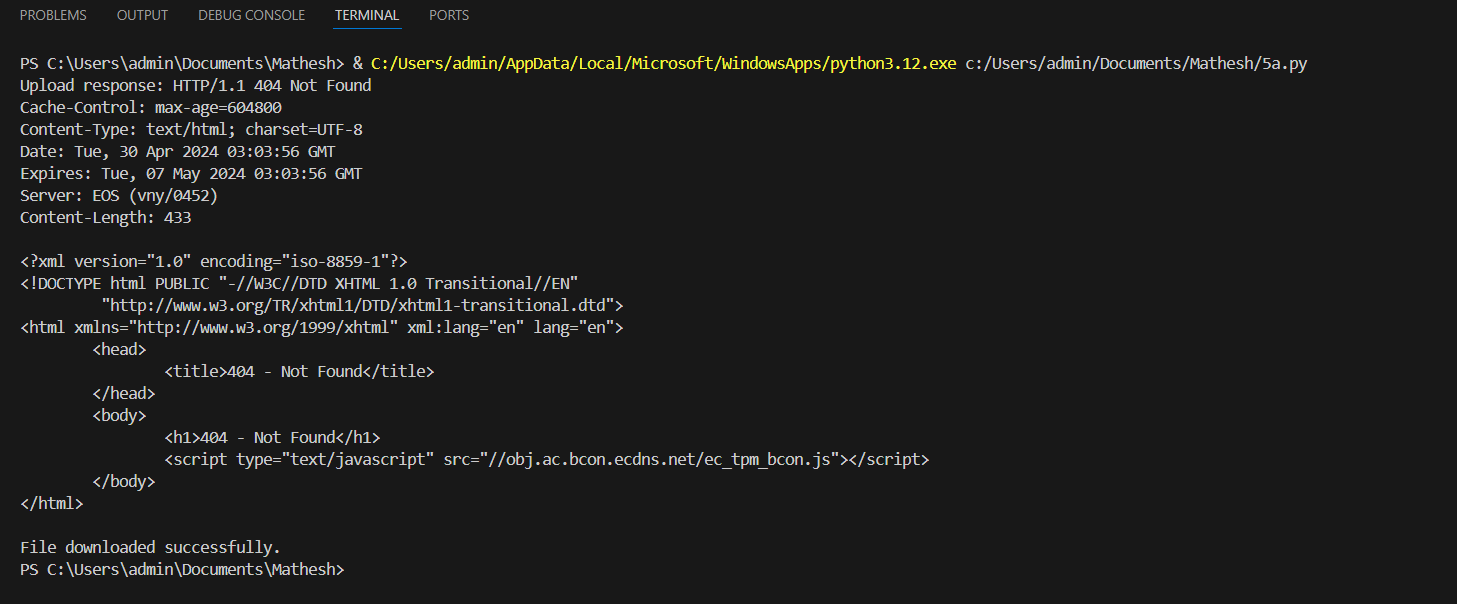 PROBLEMS OUTPUT DEBUG CONSOLE TERMINAL PORTS
PS C:\Users\admin\Documents\Mathesh> & C:/Users/admin/AppData/Local/Microsoft/WindowsApps/python3.12.exe c:/Users/admin/Documents/Mathesh/5a.py
Upload response: HTTP/1.1 404 Not Found
Cache-Control: max-age=604800
Content-Type: text/html; charset=UTF-8
Date: Tue, 30 Apr 2024 03:03:56 GMT
Expires: Tue, 07 May 2024 03:03:56 GMT
Server: EOS (vny/0452)
Content-Length: 433

<?xml version="1.0" encoding="iso-8859-1"?>
<!DOCTYPE html PUBLIC "-//W3C//DTD XHTML 1.0 Transitional//EN"
         "http://www.w3.org/TR/xhtml1/DTD/xhtml1-transitional.dtd">
<html xmlns="http://www.w3.org/1999/xhtml" xml:lang="en" lang="en">
        <head>
                <title>404 - Not Found</title>
        </head>
        <body>
                <h1>404 - Not Found</h1>
                <script type="text/javascript" src="//obj.ac.bcon.ecdns.net/ec_tpm_bcon.js"></script>
        </body>
</html>

File downloaded successfully.
PS C:\Users\admin\Documents\Mathesh>